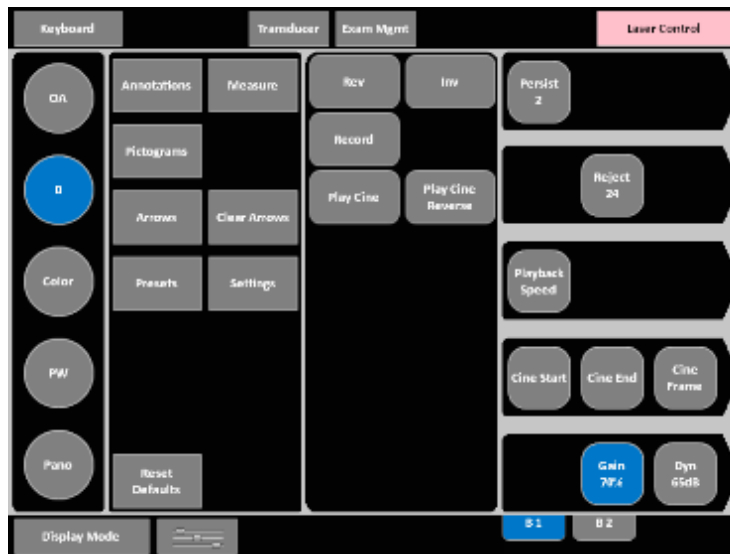 Keyboard
Transducer
Exam Mgmt
Laser Control
OA
Annotations
Measure
Rev
Inv
Persist
2
B
Pictograms
Record
Reject
24
Arrows
Clear Arrows
Play Cine
Play Cine
Reverse
Color
Presets
Settings
Playback
Speed
PW
Cine Start
Cine End
Cine
Frame
Pano
Reset
Defaults
Gain
70%
Dyn
65dB
Display Mode
B 1
B 2